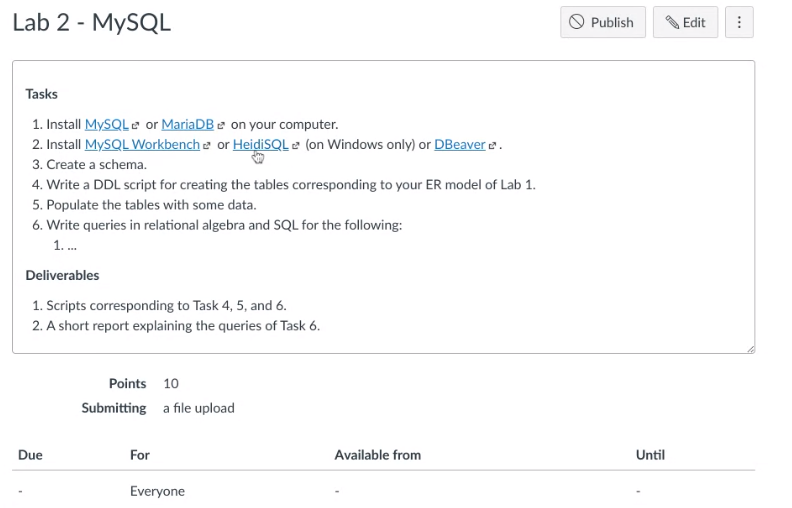 Lab 2 - MySQL
Publish
Edit
Tasks
1. Install MySQL or MariaDB on your computer.
2. Install MySQL Workbench or HeidiSQL (on Windows only) or DBeaver .
3. Create a schema.
4. Write a DDL script for creating the tables corresponding to your ER model of Lab 1.
5. Populate the tables with some data.
6. Write queries in relational algebra and SQL for the following:
1. ...
Deliverables
1. Scripts corresponding to Task 4, 5, and 6.
2. A short report explaining the queries of Task 6.
Points 10
Submitting a file upload
Due For Available from Until
- Everyone - -